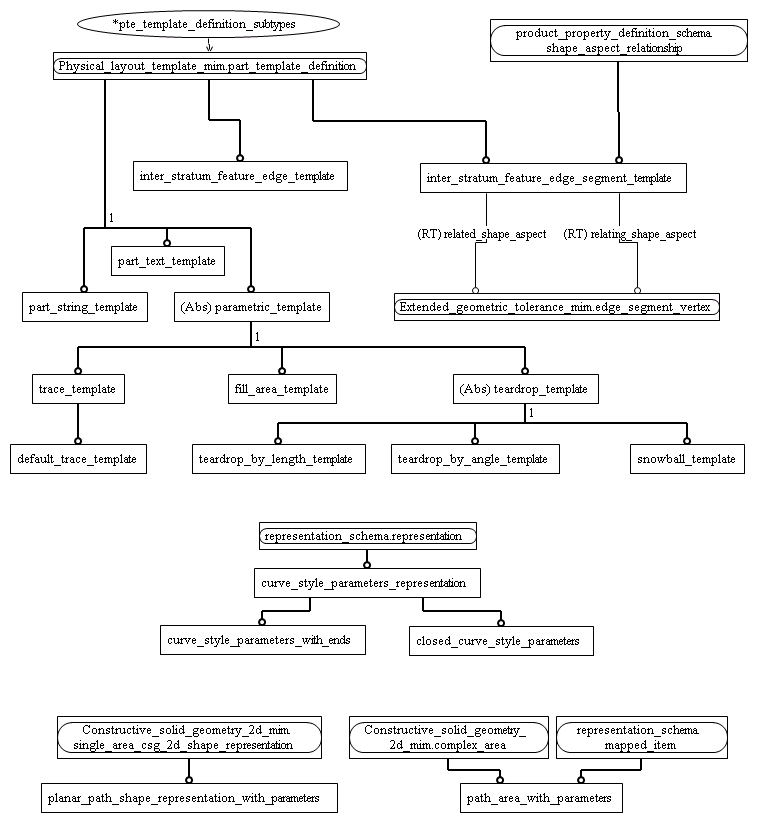 *pte_template_definition_subtypes
product_property_definition_schema.
shape_aspect_relationship
Physical_layout_template_mim.part_template_definition
inter_stratum_feature_edge_template
inter_stratum_feature_edge_segment_template
1
(RT) related_shape_aspect
(RT) relating_shape_aspect
part_text_template
part_string_template
(Abs) parametric_template
Extended_geometric_tolerance_mim.edge_segment_vertex
1
trace_template
fill_area_template
(Abs) teardrop_template
1
default_trace_template
teardrop_by_length_template
teardrop_by_angle_template
snowball_template
representation_schema.representation
curve_style_parameters_representation
curve_style_parameters_with_ends
closed_curve_style_parameters
Constructive_solid_geometry_2d_mim.
single_area_csg_2d_shape_representation
Constructive_solid_geometry_
2d_mim.complex_area
representation_schema.
mapped_item
planar_path_shape_representation_with_parameters
path_area_with_parameters